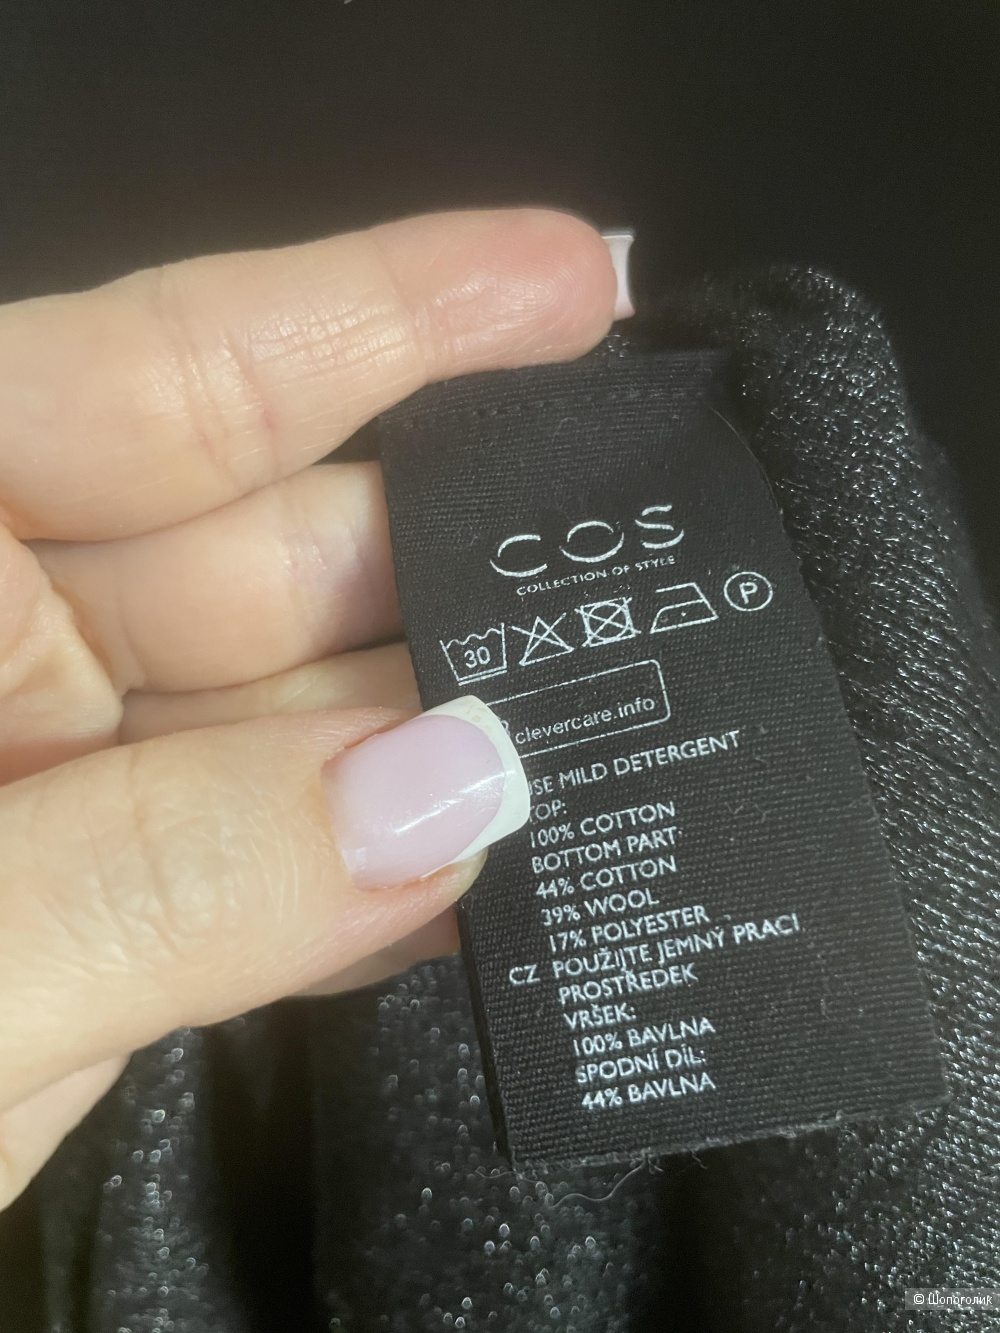 COS
COLLECTION OF STYLE
30 P
clevercare.info
USE MILD DETERGENT
TOP:
100% COTTON
BOTTOM PART
44% COTTON
39% WOOL
17% POLYESTER
CZ POUŽIJTE JEMNÝ PRACÍ
PROSTŘEDEK
VRŠEK:
100% BAVLNA
SPODNÍ DÍL:
44% BAVLNA
© Шопоголик